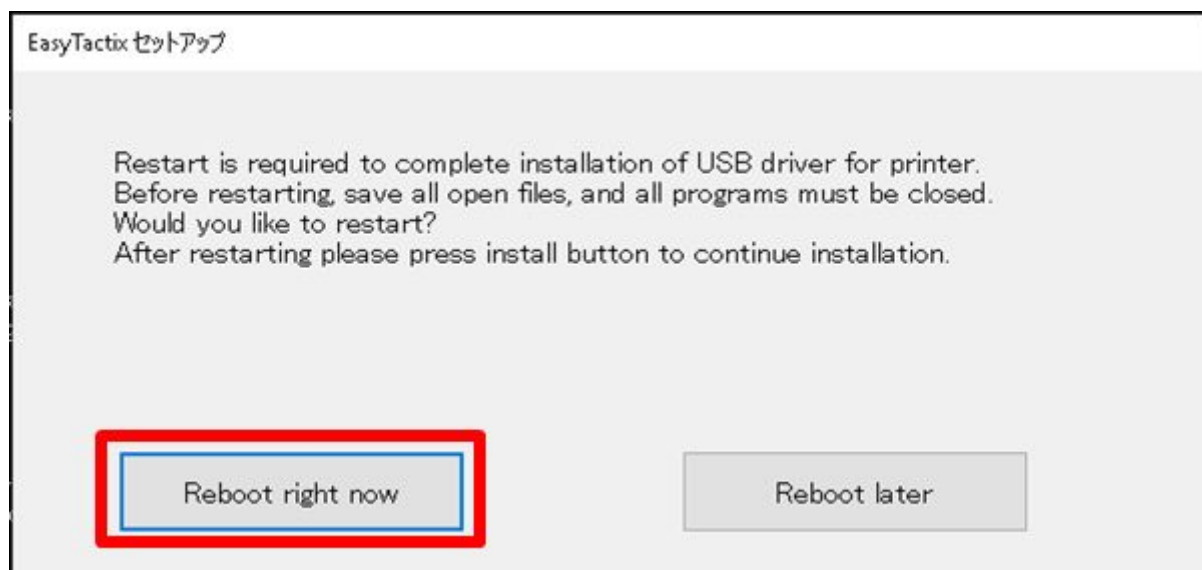 EasyTactix セットアップ
Restart is required to complete installation of USB driver for printer.
Before restarting, save all open files, and all programs must be closed.
Would you like to restart?
After restarting please press install button to continue installation.
Reboot right now
Reboot later